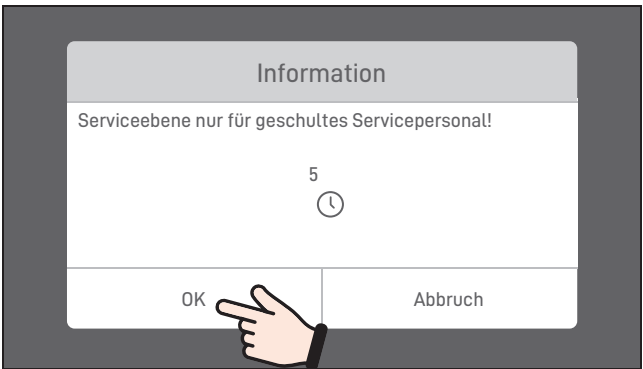 Information
Serviceebene nur für geschultes Servicepersonal!
5
OK
Abbruch